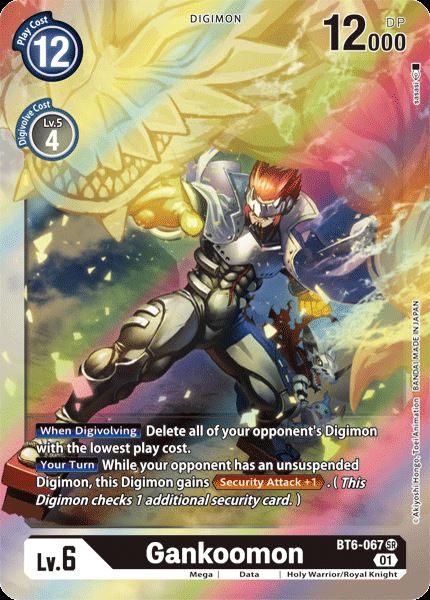 Play Cost
12
DIGIMON
DP
12000
Digivolve Cost
Lv.5
4
When Digivolving Delete all of your opponent's Digimon
with the lowest play cost.
Your Turn While your opponent has an unsuspended
Digimon, this Digimon gains Security Attack +1. (This
Digimon checks 1 additional security card.)
©Akiyoshi Hongo, Toei Animation BANDAI MADE IN JAPAN
Lv.6
Gankoomon
BT6-067 SR
01
Mega Data Holy Warrior/Royal Knight